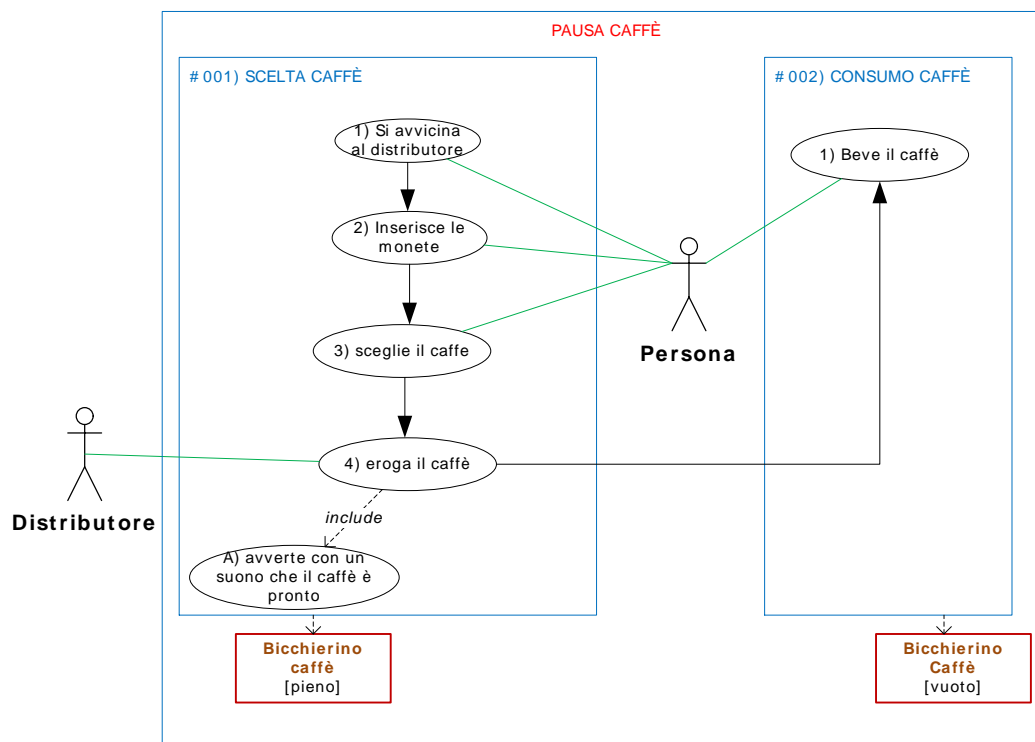 PAUSA CAFFÈ
# 001) SCELTA CAFFÈ
1) Si avvicina
al distributore
2) Inserisce le
monete
3) sceglie il caffe
4) eroga il caffè
include
A) avverte con un
suono che il caffè è
pronto
Distributore
Persona
# 002) CONSUMO CAFFÈ
1) Beve il caffè
Bicchierino
caffè
[pieno]
Bicchierino
Caffè
[vuoto]